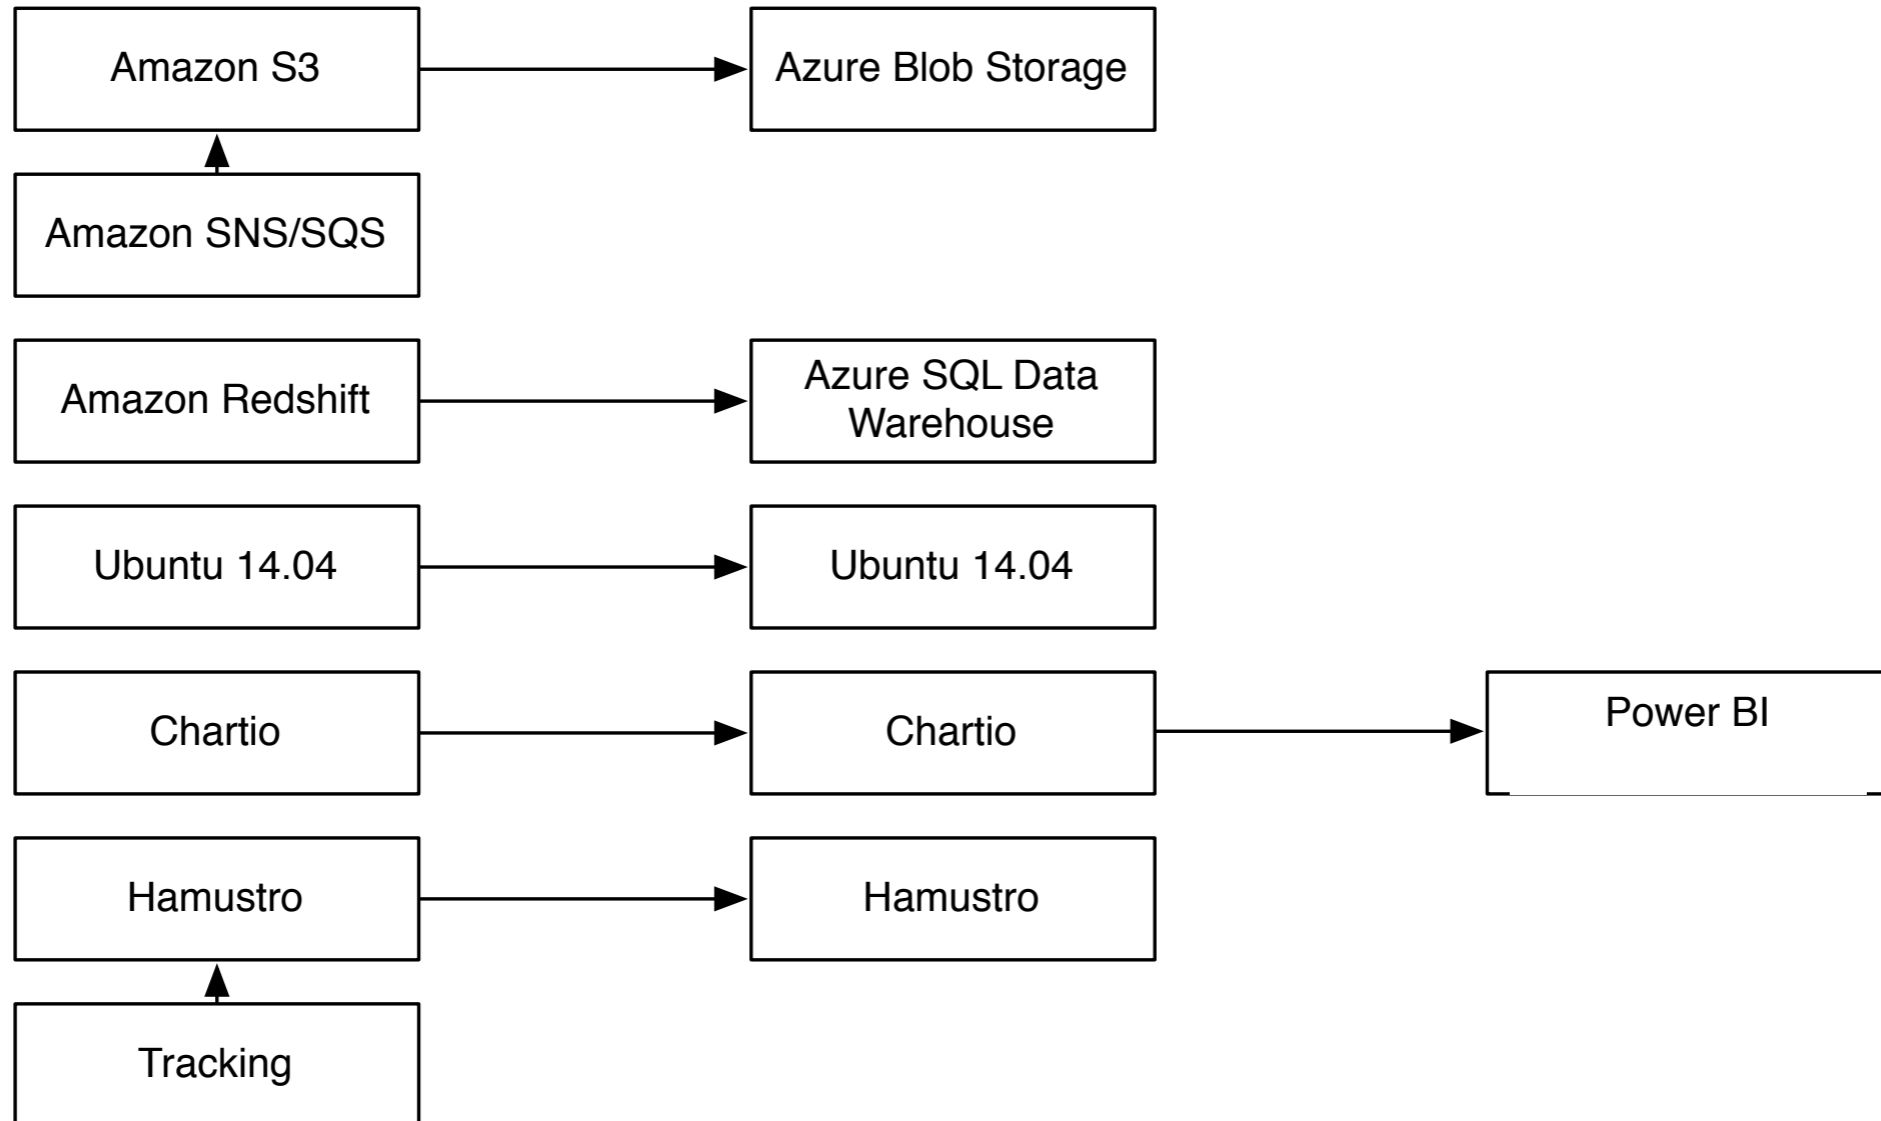 Amazon S3
Azure Blob Storage
Amazon SNS/SQS
Amazon Redshift
Azure SQL Data
Warehouse
Ubuntu 14.04
Ubuntu 14.04
Chartio
Chartio
Power BI
Hamustro
Hamustro
Tracking